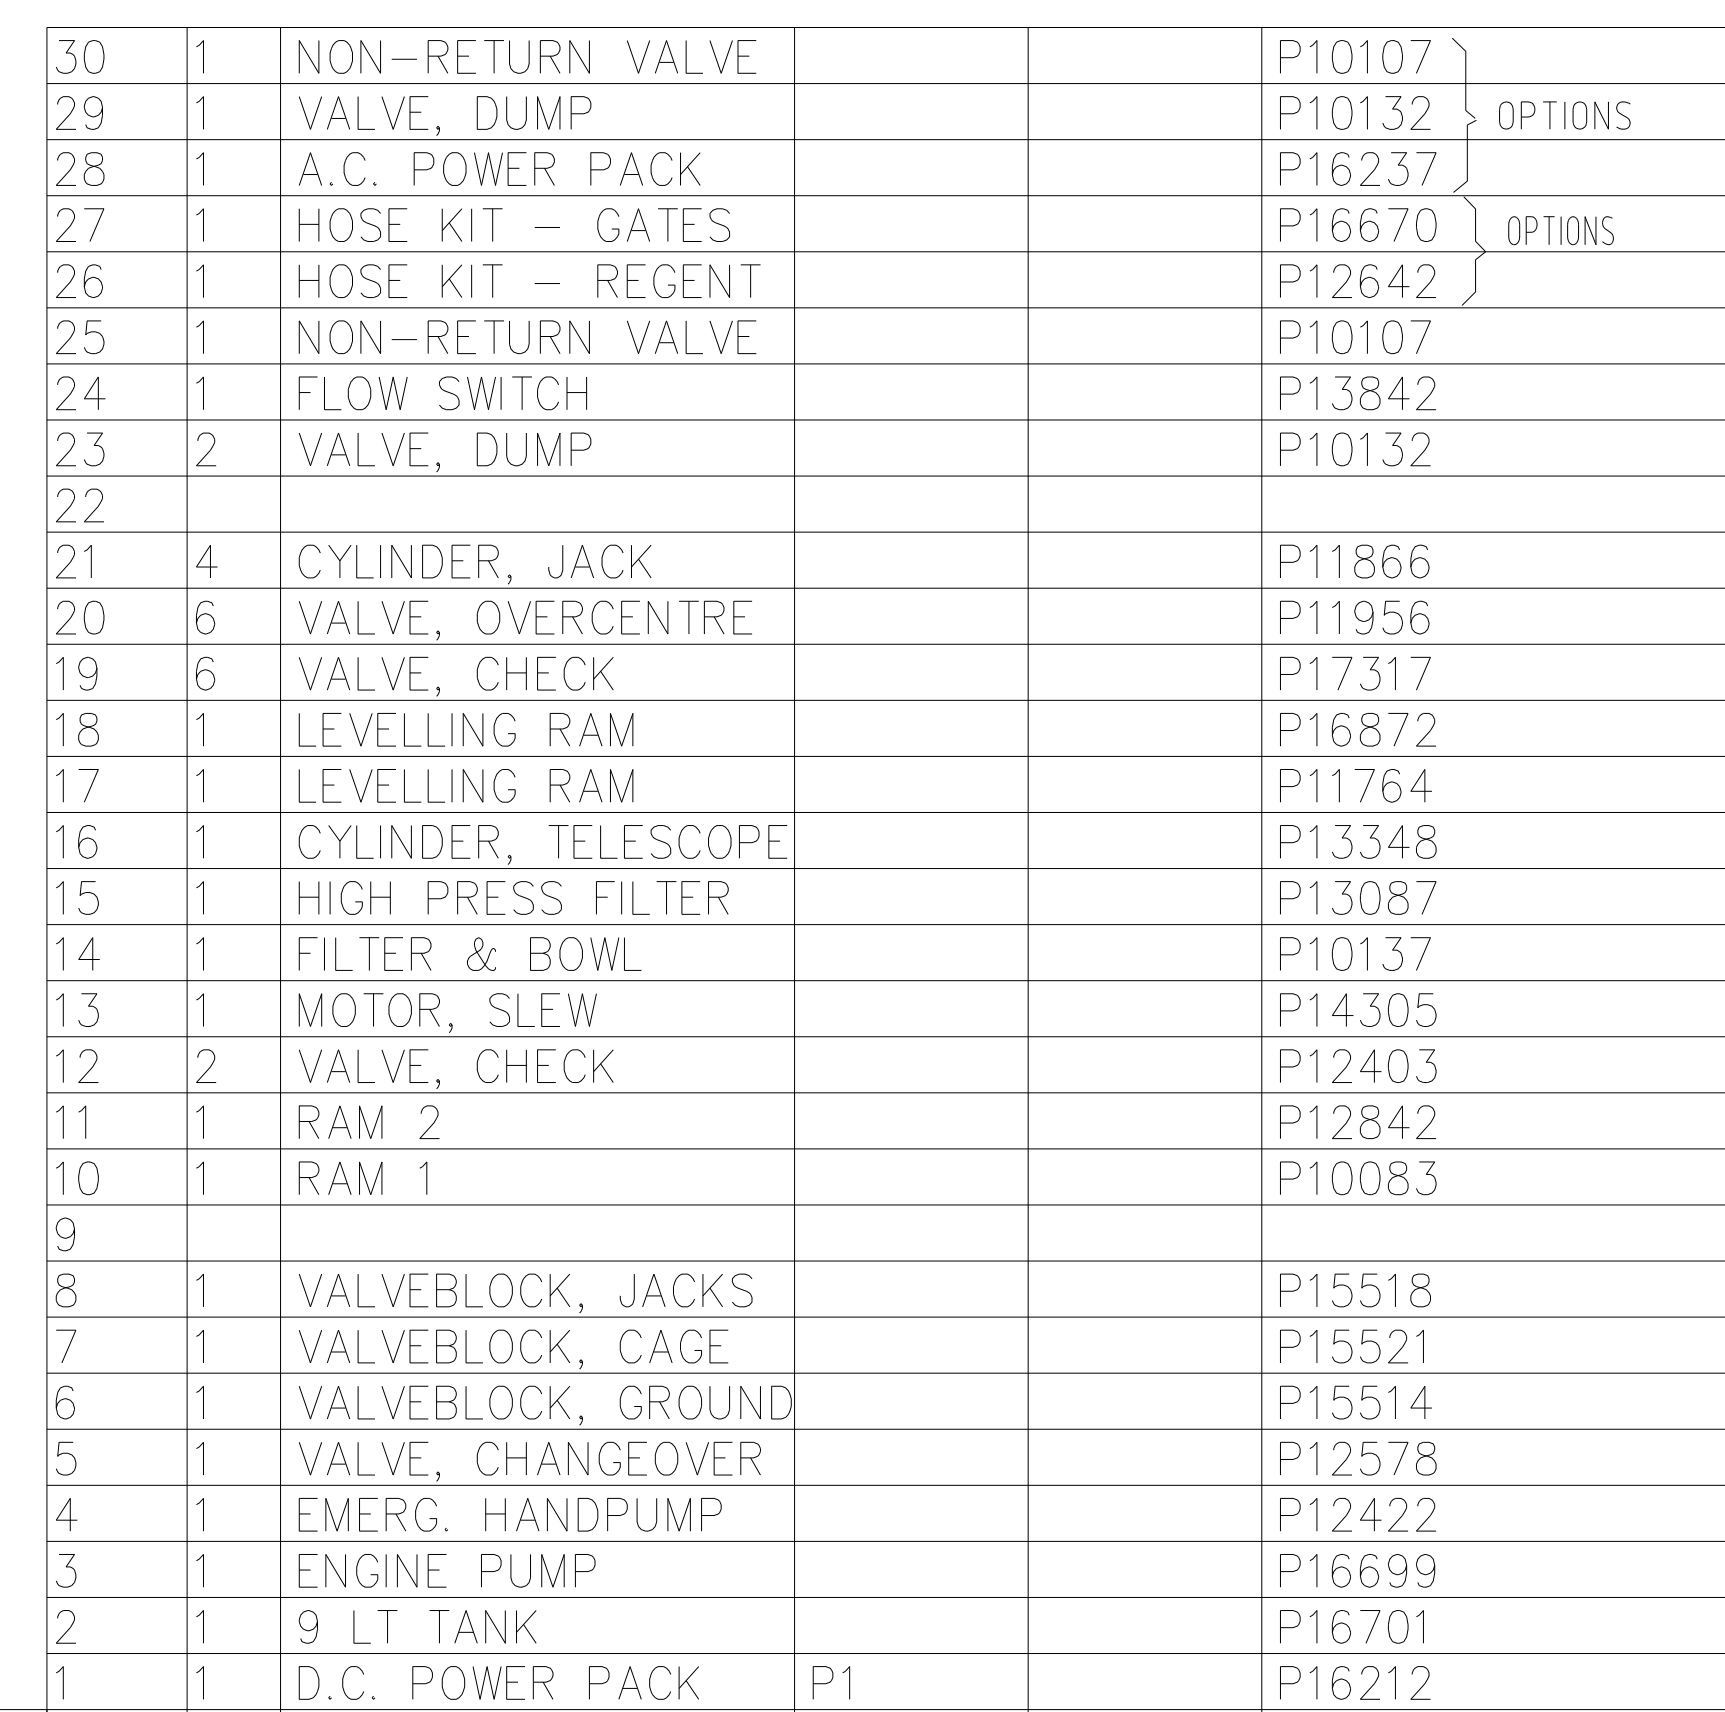 30 1 NON-RETURN VALVE P10107
29 1 VALVE, DUMP P10132 OPTIONS
28 1 A.C. POWER PACK P16237
27 1 HOSE KIT - GATES P16670 OPTIONS
26 1 HOSE KIT - REGENT P12642
25 1 NON-RETURN VALVE P10107
24 1 FLOW SWITCH P13842
23 2 VALVE, DUMP P10132
22
21 4 CYLINDER, JACK P11866
20 6 VALVE, OVERCENTRE P11956
19 6 VALVE, CHECK P17317
18 1 LEVELLING RAM P16872
17 1 LEVELLING RAM P11764
16 1 CYLINDER, TELESCOPE P13348
15 1 HIGH PRESS FILTER P13087
14 1 FILTER & BOWL P10137
13 1 MOTOR, SLEW P14305
12 2 VALVE, CHECK P12403
11 1 RAM 2 P12842
10 1 RAM 1 P10083
9
8 1 VALVEBLOCK, JACKS P15518
7 1 VALVEBLOCK, CAGE P15521
6 1 VALVEBLOCK, GROUND P15514
5 1 VALVE, CHANGEOVER P12578
4 1 EMERG. HANDPUMP P12422
3 1 ENGINE PUMP P16699
2 1 9 LT TANK P16701
1 1 D.C. POWER PACK P1 P16212